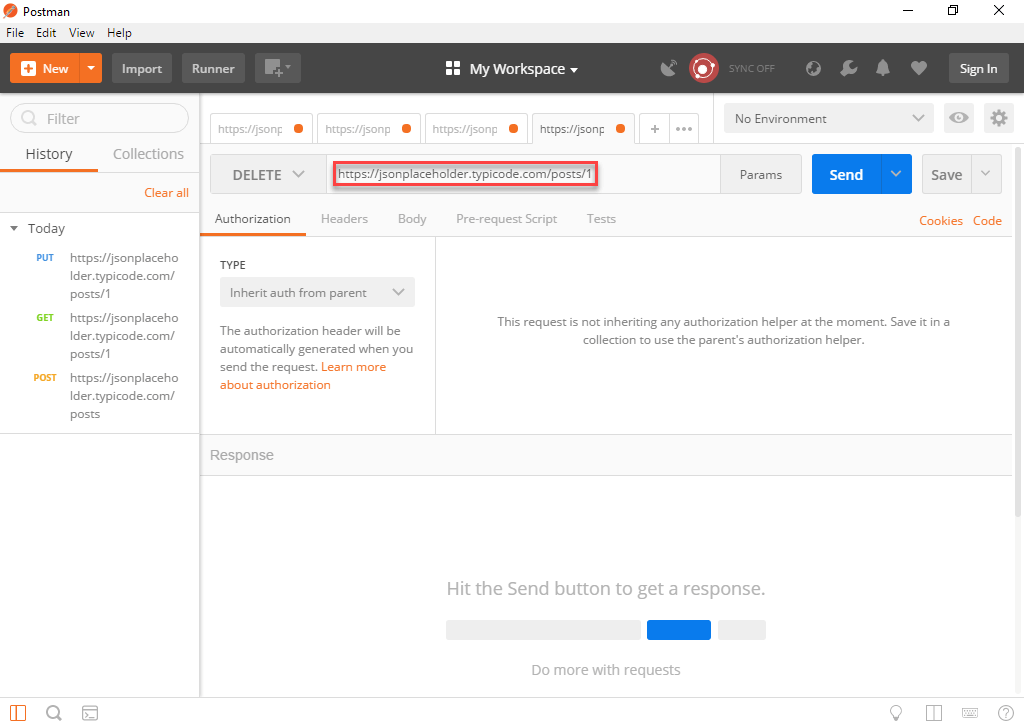 Postman
File Edit View Help
New Import Runner My Workspace SYNC OFF Sign In
Filter
History Collections
Clear all
Today
PUT https://jsonplaceho
lder.typicode.com/
posts/1
GET https://jsonplaceho
lder.typicode.com/
posts/1
POST https://jsonplaceho
lder.typicode.com/
posts
https://jsonp https://jsonp https://jsonp https://jsonp + ••• No Environment
DELETE https://jsonplaceholder.typicode.com/posts/1 Params Send Save
Authorization Headers Body Pre-request Script Tests Cookies Code
TYPE
Inherit auth from parent
The authorization header will be
automatically generated when you
send the request. Learn more
about authorization
This request is not inheriting any authorization helper at the moment. Save it in a
collection to use the parent's authorization helper.
Response
Hit the Send button to get a response.
Do more with requests